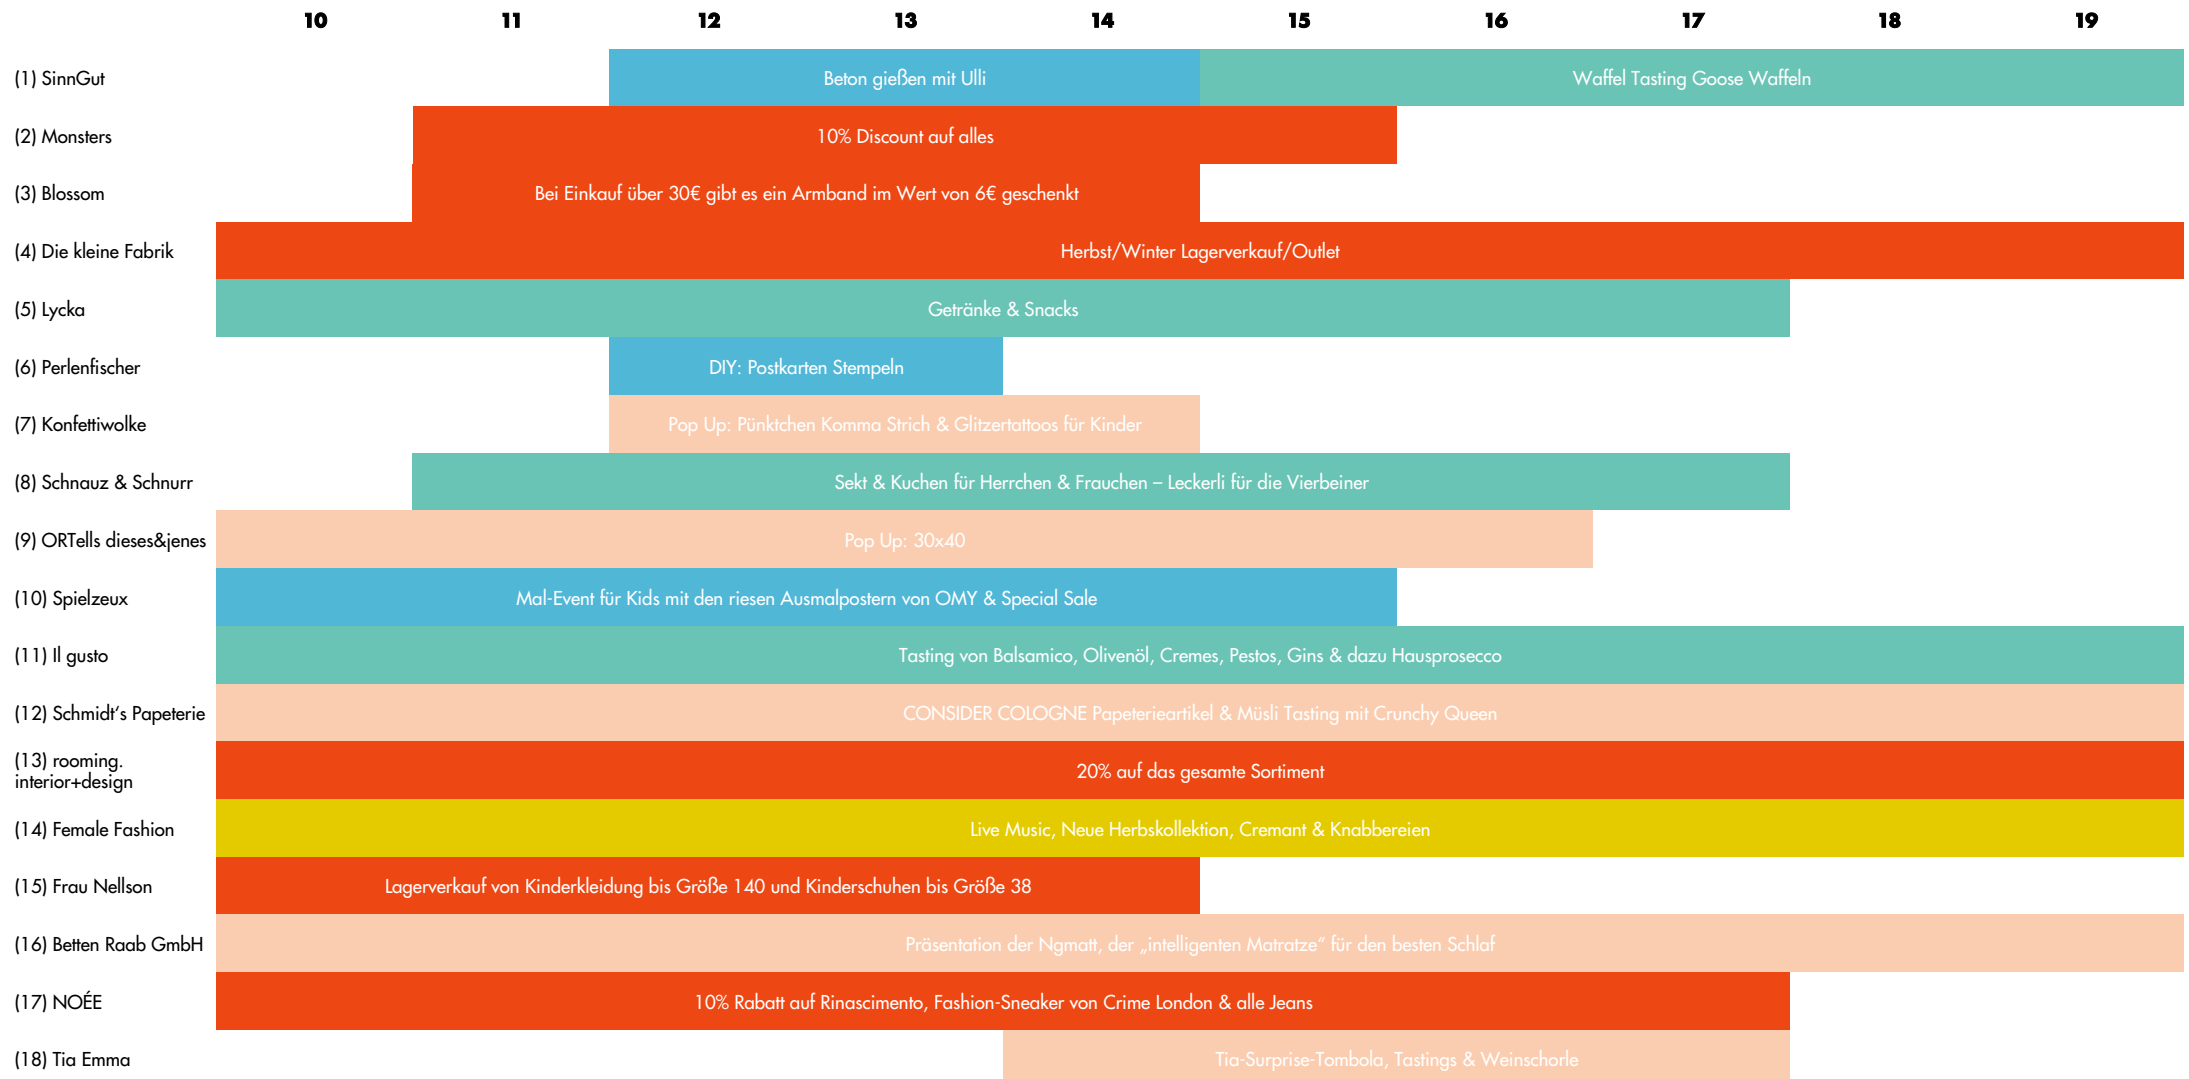 10 11 12 13 14 15 16 17 18 19
(1) SinnGut Beton gießen mit Ulli Waffel Tasting Goose Waffeln
(2) Monsters 10% Discount auf alles
(3) Blossom Bei Einkauf über 30€ gibt es ein Armband im Wert von 6€ geschenkt
(4) Die kleine Fabrik Herbst/Winter Lagerverkauf/Outlet
(5) Lycka Getränke & Snacks
(6) Perlenfischer DIY: Postkarten Stempeln
(7) Konfettiwolke Pop Up: Pünktchen Komma Strich & Glitzertattoos für Kinder
(8) Schnauz & Schnurr Sekt & Kuchen für Herrchen & Frauchen – Leckerli für die Vierbeiner
(9) ORTells dieses&jenes Pop Up: 30x40
(10) Spielzeux Mal-Event für Kids mit den riesen Ausmalpostern von OMY & Special Sale
(11) Il gusto Tasting von Balsamico, Olivenöl, Cremes, Pestos, Gins & dazu Hausprosecco
(12) Schmidt‘s Papeterie CONSIDER COLOGNE Papeterieartikel & Müsli Tasting mit Crunchy Queen
(13) rooming.
interior+design 20% auf das gesamte Sortiment
(14) Female Fashion Live Music, Neue Herbskollektion, Cremant & Knabbereien
(15) Frau Nellson Lagerverkauf von Kinderkleidung bis Größe 140 und Kinderschuhen bis Größe 38
(16) Betten Raab GmbH Präsentation der Ngmatt, der „intelligenten Matratze“ für den besten Schlaf
(17) NOÉE 10% Rabatt auf Rinascimento, Fashion-Sneaker von Crime London & alle Jeans
(18) Tia Emma Tia-Surprise-Tombola, Tastings & Weinschorle